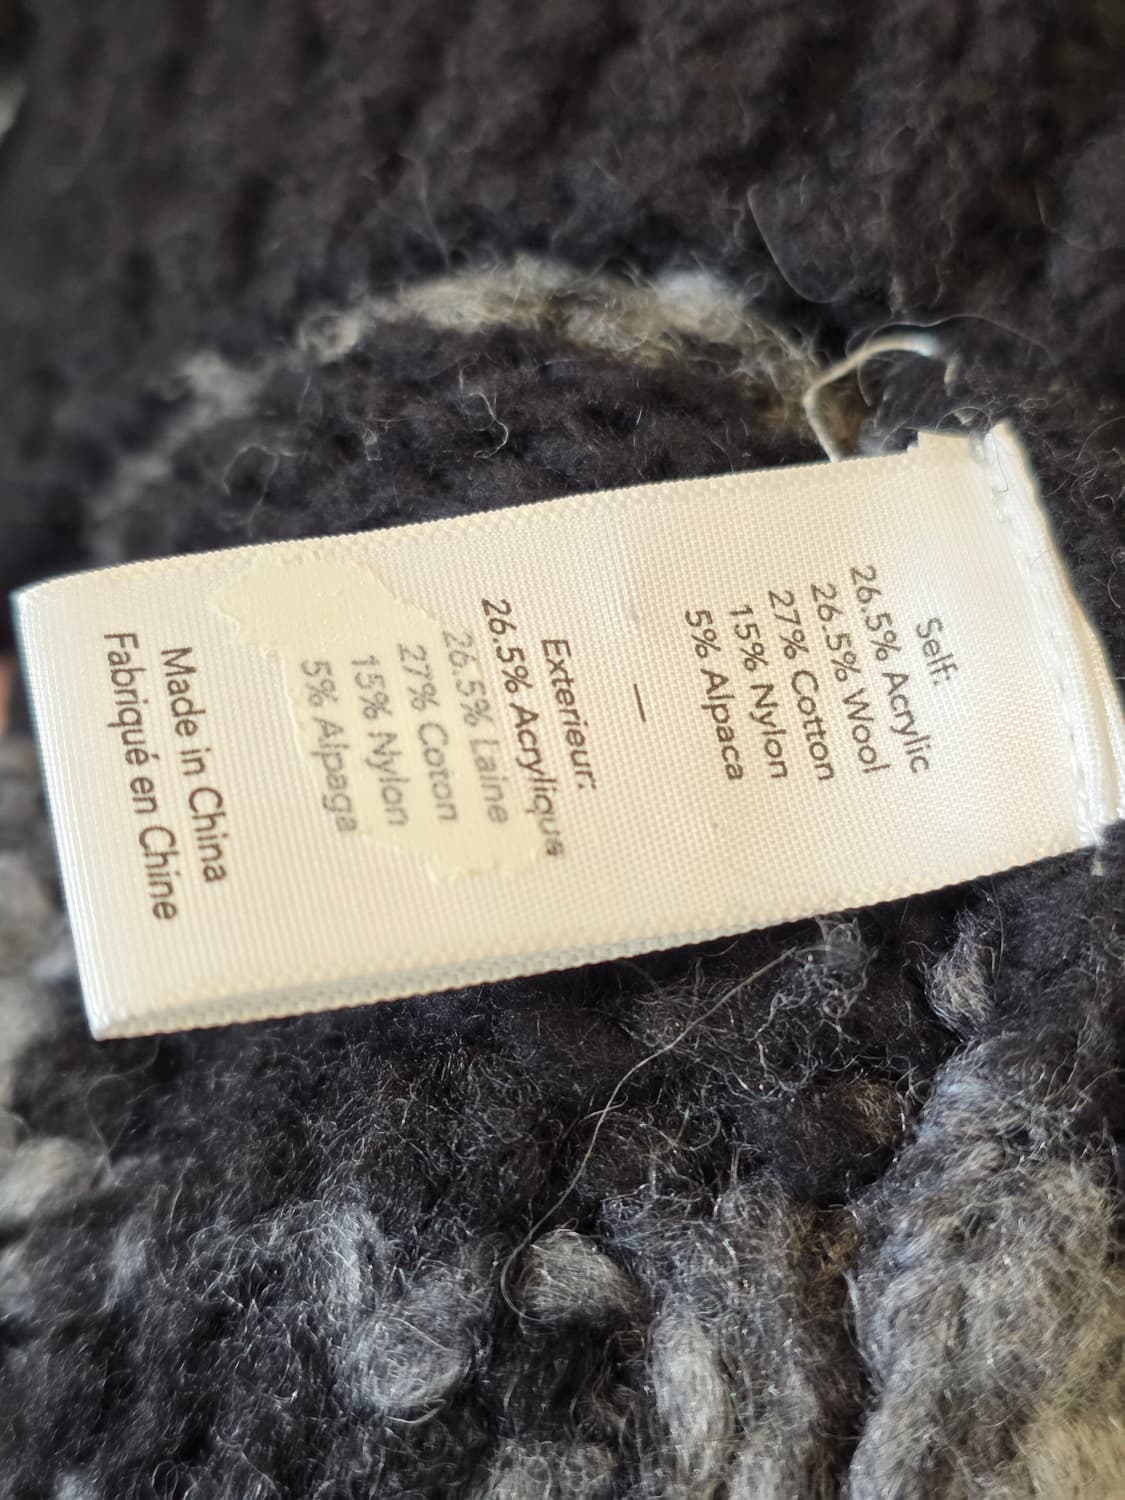 Self:
26.5% Acrylic
26.5% Wool
27% Cotton
15% Nylon
5% Alpaca
—
Exterieur:
26.5% Acrylique
26.5% Laine
27% Coton
15% Nylon
5% Alpaga
Made in China
Fabriqué en Chine